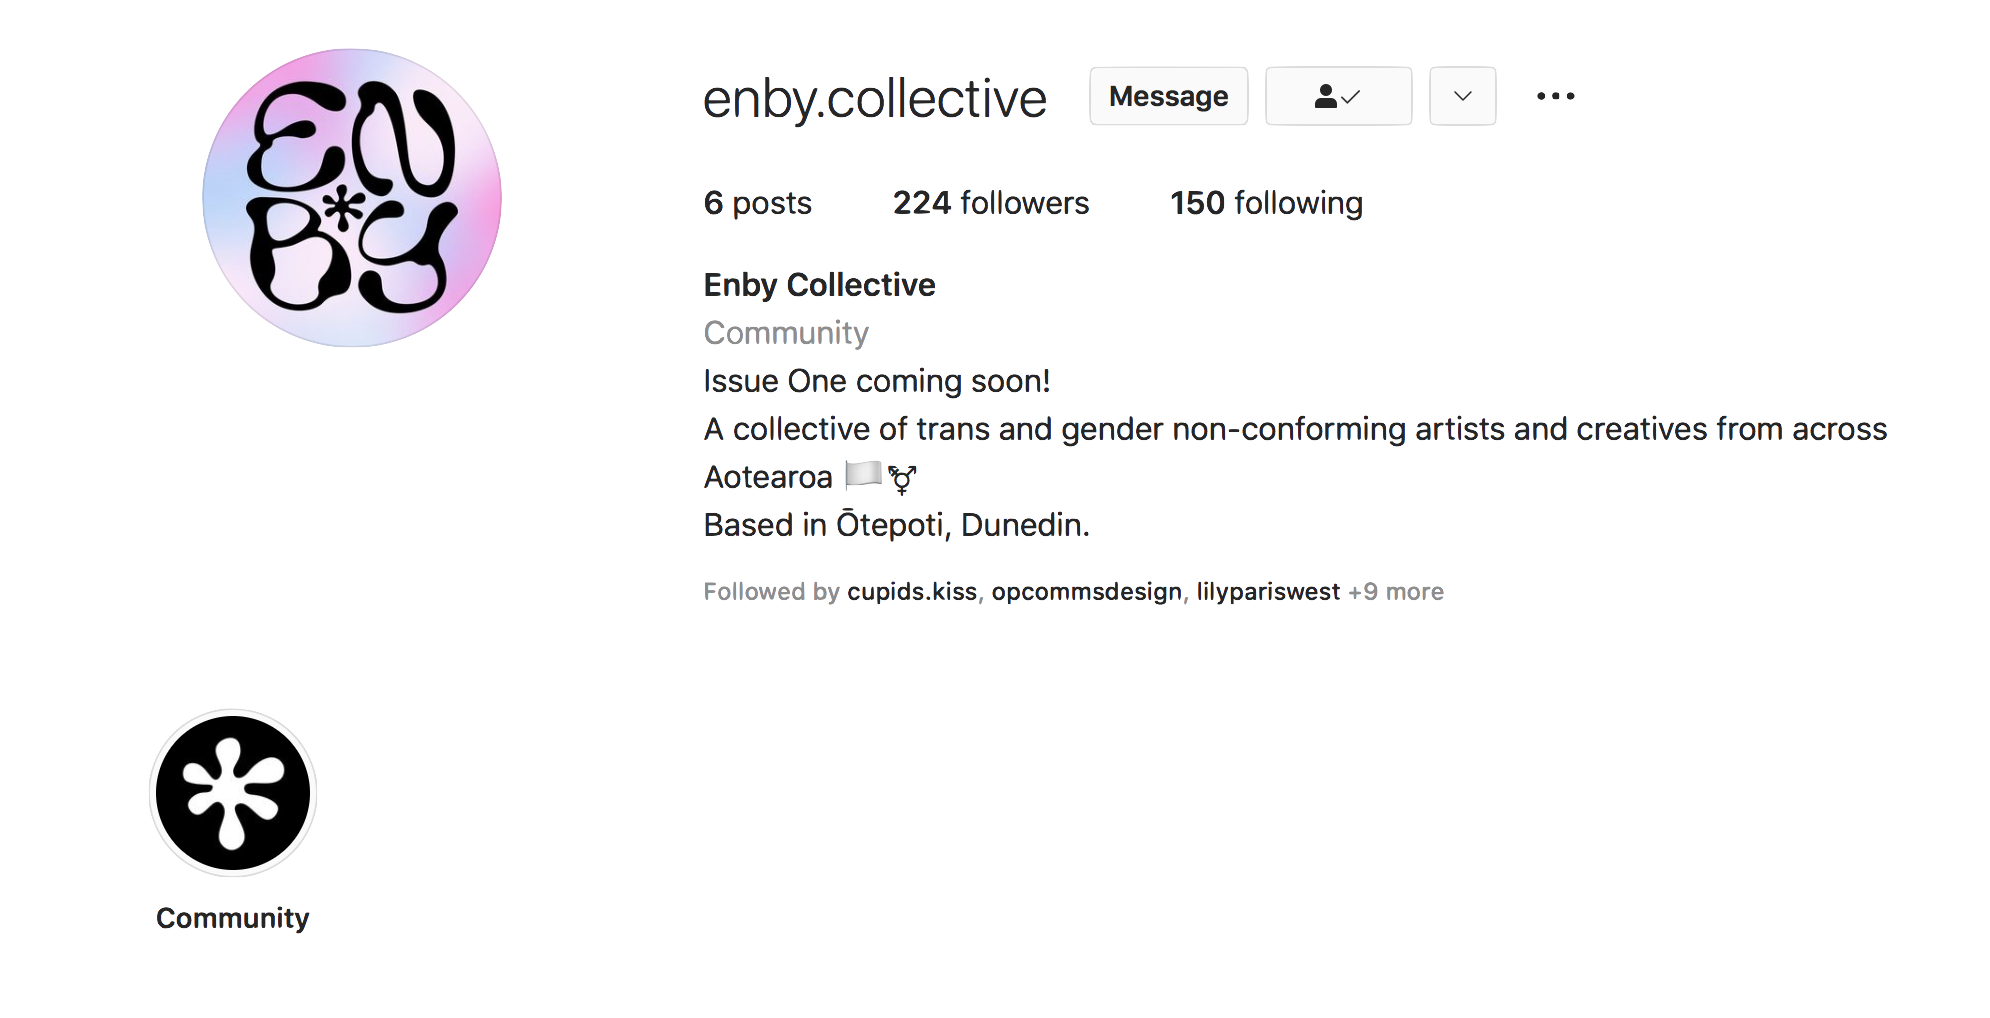 EN
BY
enby.collective Message
6 posts 224 followers 150 following
Enby Collective
Community
Issue One coming soon!
A collective of trans and gender non-conforming artists and creatives from across
Aotearoa 🏳️⚧
Based in Ōtepoti, Dunedin.
Followed by cupids.kiss, opcommsdesign, lilypariswest +9 more
Community